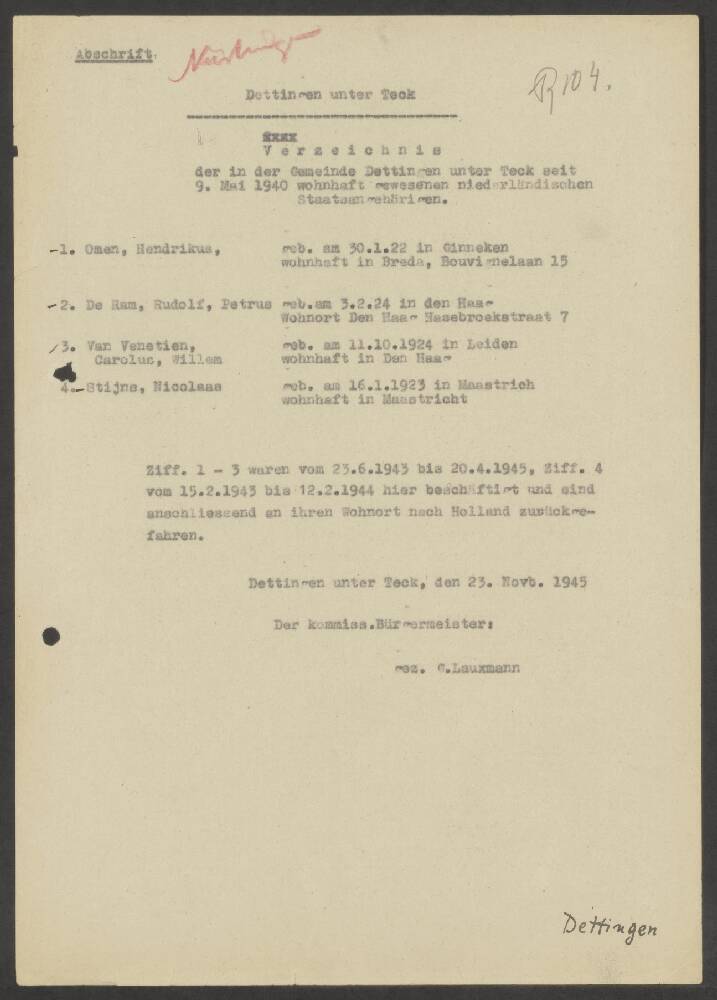 Abschrift.
Nürtingen
R 104.
Dettingen unter Teck
xxxx
Verzeichnis
der in der Gemeinde Dettingen unter Teck seit
9. Mai 1940 wohnhaft gewesenen niederländischen
Staatsangehörigen.
-1. Omen, Hendrikus, geb. am 30.1.22 in Ginneken
wohnhaft in Breda, Bouvignelaan 15
-2. De Ram, Rudolf, Petrus geb.am 3.2.24 in den Haag
Wohnort Den Haag Hasebroekstraat 7
3. Van Venetien, geb. am 11.10.1924 in Leiden
Carolus, Willem wohnhaft in Den Haag
4. Stijns, Nicolaas geb. am 16.1.1923 in Maastrich
wohnhaft in Maastricht
Ziff. 1 - 3 waren vom 23.6.1943 bis 20.4.1945, Ziff. 4
vom 15.2.1943 bis 12.2.1944 hier beschäftigt und sind
anschliessend an ihren Wohnort nach Holland zurückge-
fahren.
Dettingen unter Teck, den 23. Novb. 1945
Der kommiss.Bürgermeister:
gez. G.Lauxmann
Dettingen